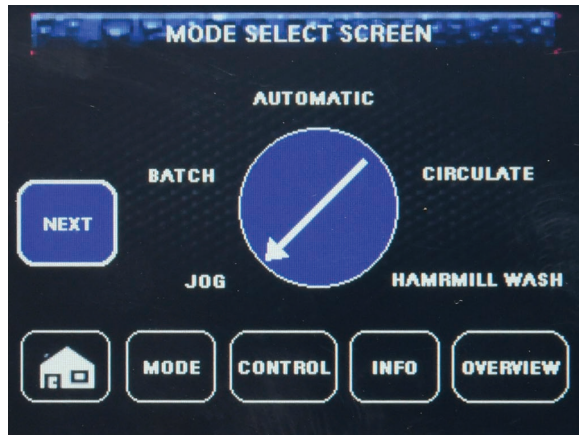 MODE SELECT SCREEN
AUTOMATIC
BATCH
CIRCULATE
NEXT
JOG
HAMRMILL WASH
MODE
CONTROL
INFO
OVERVIEW